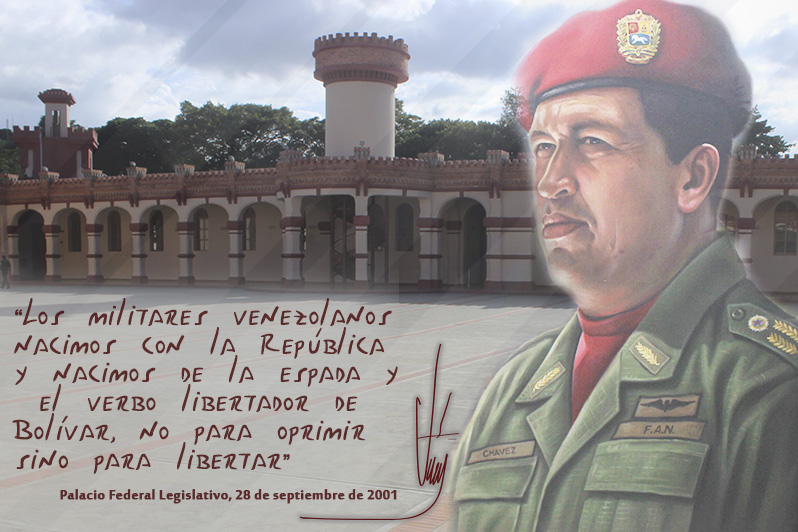 “Los militares venezolanos
nacimos con la República
y nacimos de la espada y
el verbo libertador de
Bolívar, no para oprimir
sino para libertar”
Palacio Federal Legislativo, 28 de septiembre de 2001
CHAVEZ
F.A.N.